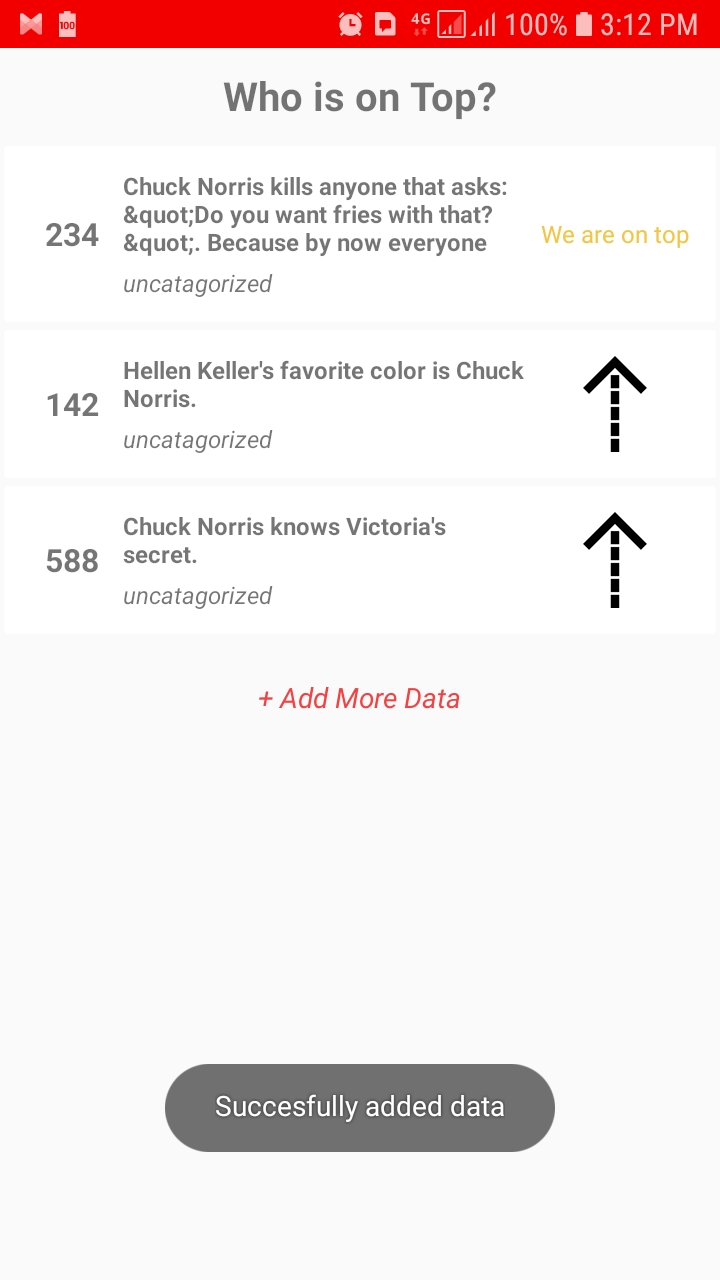 100
4G
100%
3:12 PM
Who is on Top?
234
Chuck Norris kills anyone that asks:
&quot;Do you want fries with that?
&quot;. Because by now everyone
uncatagorized
We are on top
142
Hellen Keller's favorite color is Chuck
Norris.
uncatagorized
588
Chuck Norris knows Victoria's
secret.
uncatagorized
+ Add More Data
Succesfully added data